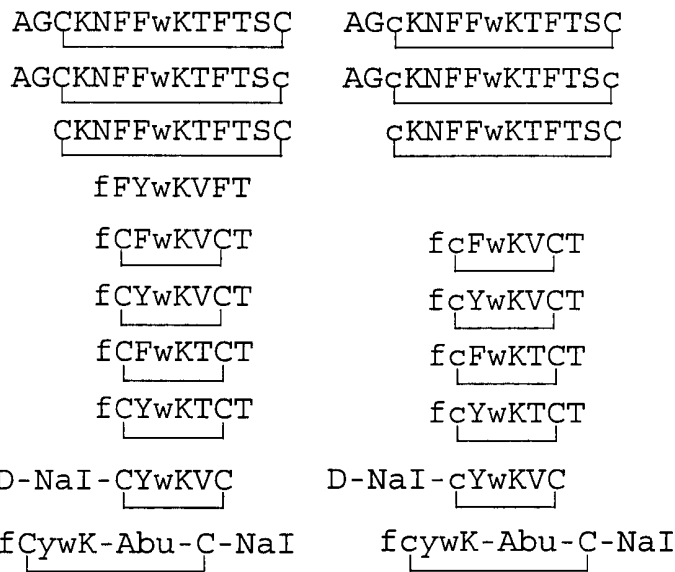 AGCKNFFwKTFTSC AGcKNFFwKTFTSC
AGCKNFFwKTFTSc AGcKNFFwKTFTSc
CKNFFwKTFTSC cKNFFwKTFTSC
fFYwKVFT
fCFwKVCT fcFwKVCT
fCYwKVCT fcYwKVCT
fCFwKTCT fcFwKTCT
fCYwKTCT fcYwKTCT
D-NaI-CYwKVC D-NaI-cYwKVC
fCywK-Abu-C-NaI fcywK-Abu-C-NaI